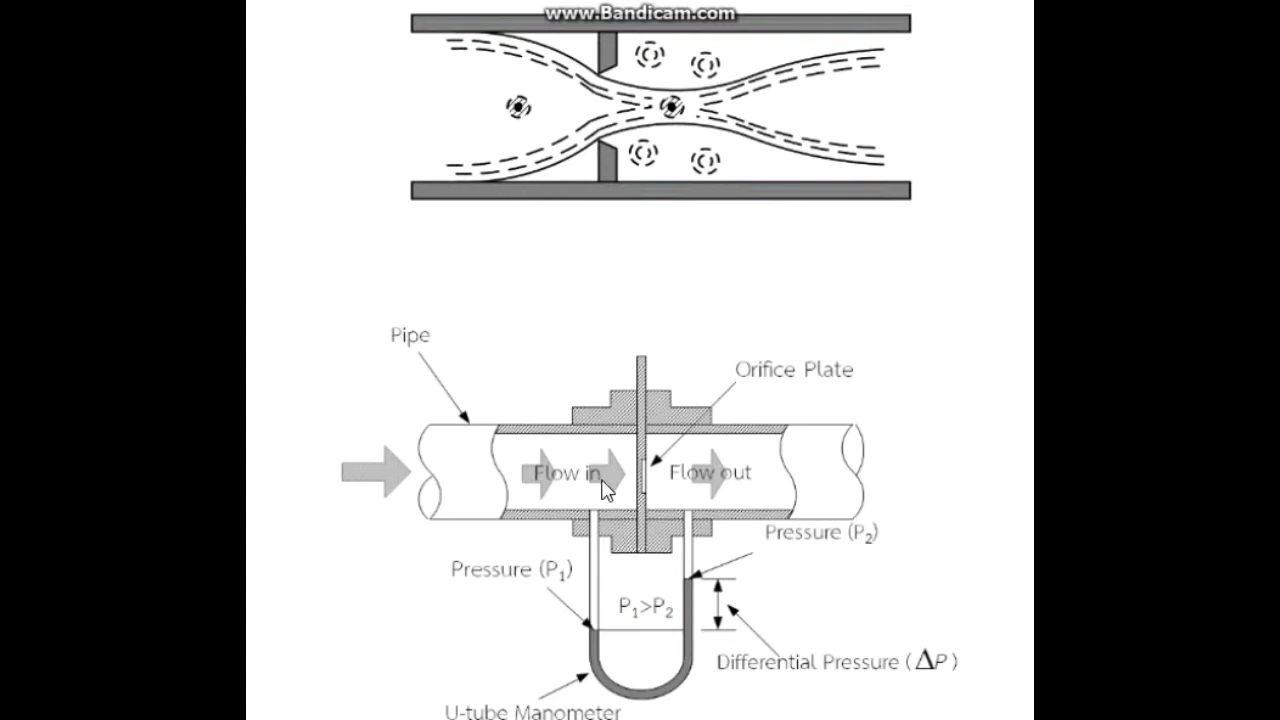 www.Bandicam.com
Pipe
Orifice Plate
Flow in
Flow out
Pressure (P₂)
Pressure (P₁)
P₁>P₂
Differential Pressure (ΔP)
U-tube Manometer